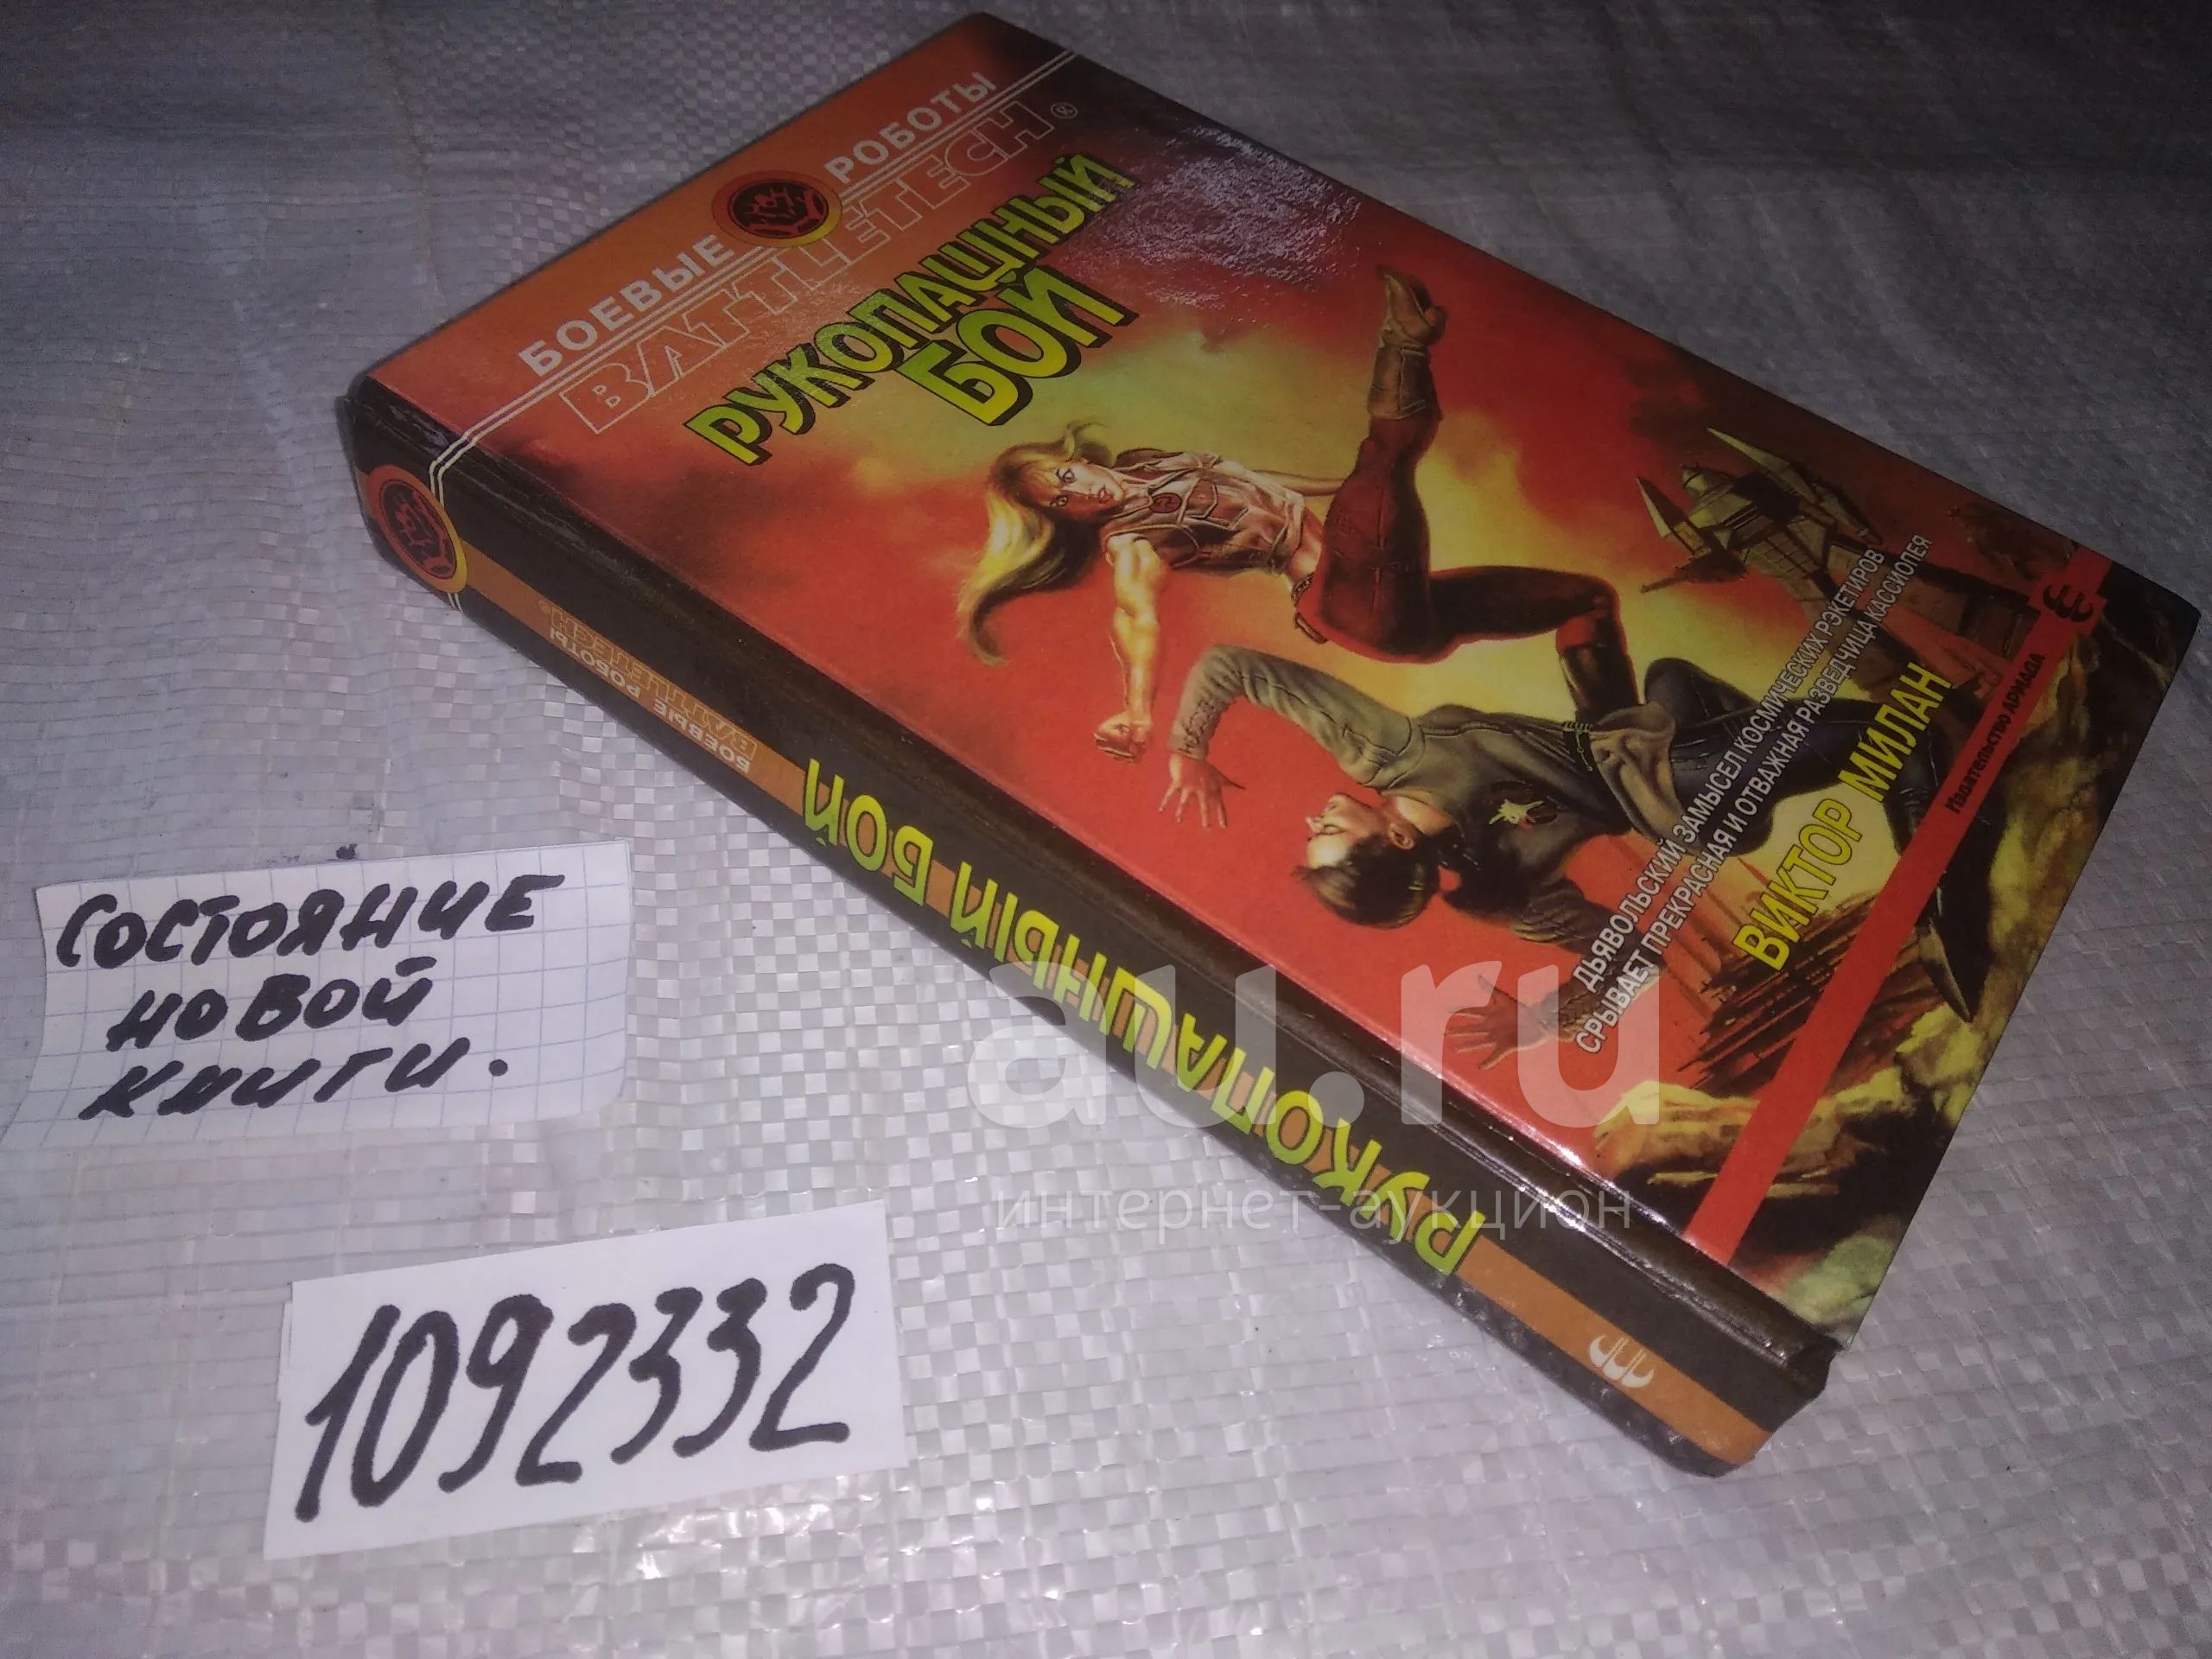 БОЕВЫЕ РОБОТЫ
BATTLETECH®
РУКОПАШНЫЙ
БОЙ
ДЬЯВОЛЬСКИЙ ЗАМЫСЕЛ КОСМИЧЕСКИХ РЭКЕТИРОВ
СРЫВАЕТ ПРЕКРАСНАЯ И ОТВАЖНАЯ РАЗВЕДЧИЦА КАССИОПЕЯ
ВИКТОР МИЛАН
Издательство АРМАДА
РУКОПАШНЫЙ БОЙ
БОЕВЫЕ РОБОТЫ
BATTLETECH®
СОСТОЯНИЕ
НОВОЙ
КНИГИ.
1092332
au.ru
интернет-аукцион